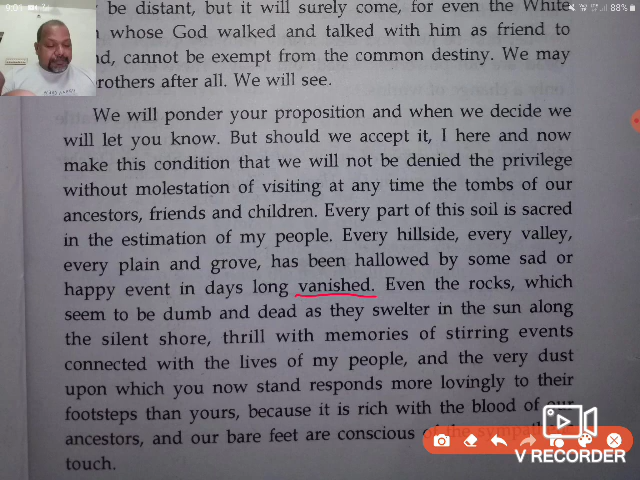 9:01
88%
be distant, but it will surely come, for even the White
whose God walked and talked with him as friend to
cannot be exempt from the common destiny. We may
brothers after all. We will see.
We will ponder your proposition and when we decide we
will let you know. But should we accept it, I here and now
make this condition that we will not be denied the privilege
without molestation of visiting at any time the tombs of our
ancestors, friends and children. Every part of this soil is sacred
in the estimation of my people. Every hillside, every valley,
every plain and grove, has been hallowed by some sad or
happy event in days long vanished. Even the rocks, which
seem to be dumb and dead as they swelter in the sun along
the silent shore, thrill with memories of stirring events
connected with the lives of my people, and the very dust
upon which you now stand responds more lovingly to their
footsteps than yours, because it is rich with the blood of our
ancestors, and our bare feet are conscious of the
touch.
V RECORDER